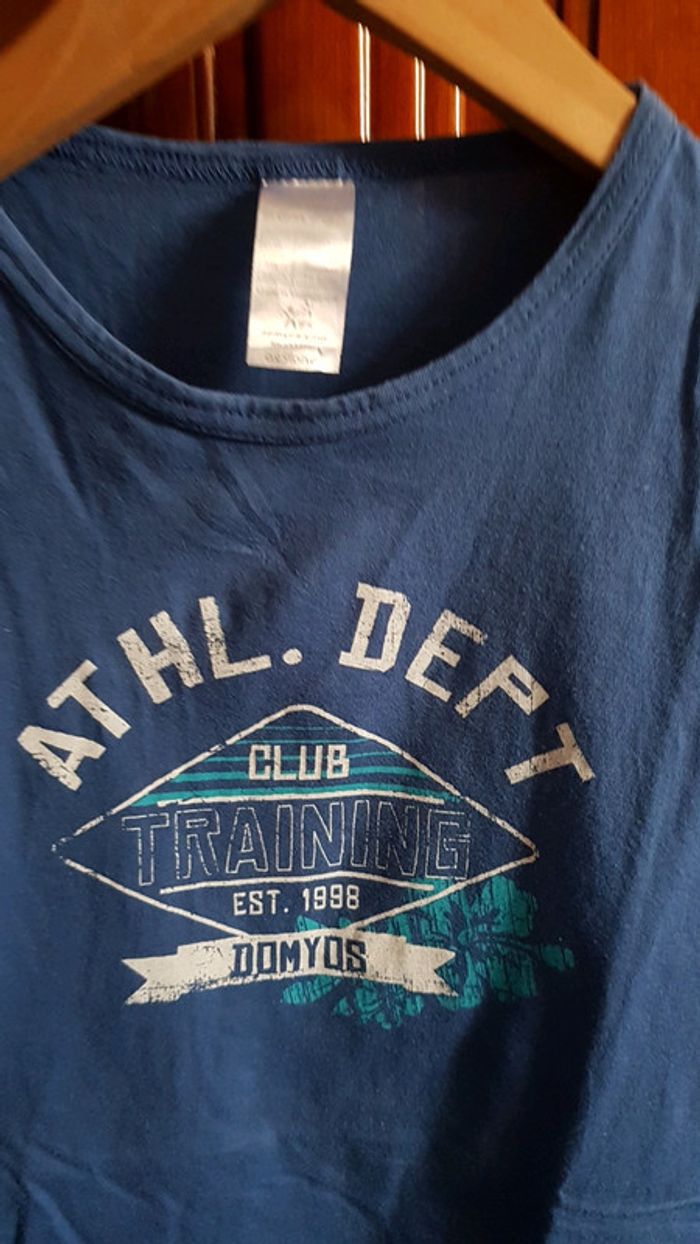 ATHL. DEPT
CLUB
TRAINING
EST. 1998
DOMYOS